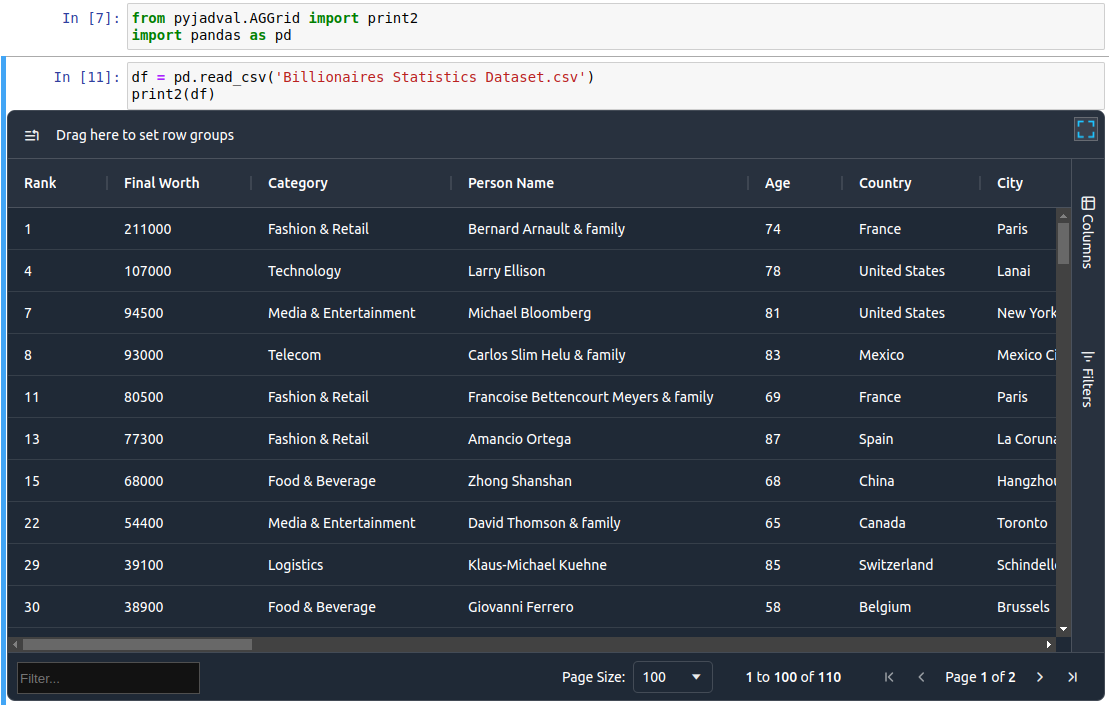 In [7]: from pyjadval.AGGrid import print2
import pandas as pd
In [11]: df = pd.read_csv('Billionaires Statistics Dataset.csv')
print2(df)
Drag here to set row groups
Rank Final Worth Category Person Name Age Country City
1 211000 Fashion & Retail Bernard Arnault & family 74 France Paris
4 107000 Technology Larry Ellison 78 United States Lanai
7 94500 Media & Entertainment Michael Bloomberg 81 United States New York
8 93000 Telecom Carlos Slim Helu & family 83 Mexico Mexico Ci
11 80500 Fashion & Retail Francoise Bettencourt Meyers & family 69 France Paris
13 77300 Fashion & Retail Amancio Ortega 87 Spain La Coruna
15 68000 Food & Beverage Zhong Shanshan 68 China Hangzhou
22 54400 Media & Entertainment David Thomson & family 65 Canada Toronto
29 39100 Logistics Klaus-Michael Kuehne 85 Switzerland Schindell
30 38900 Food & Beverage Giovanni Ferrero 58 Belgium Brussels
Columns
Filters
Filter... Page Size: 100 1 to 100 of 110 Page 1 of 2